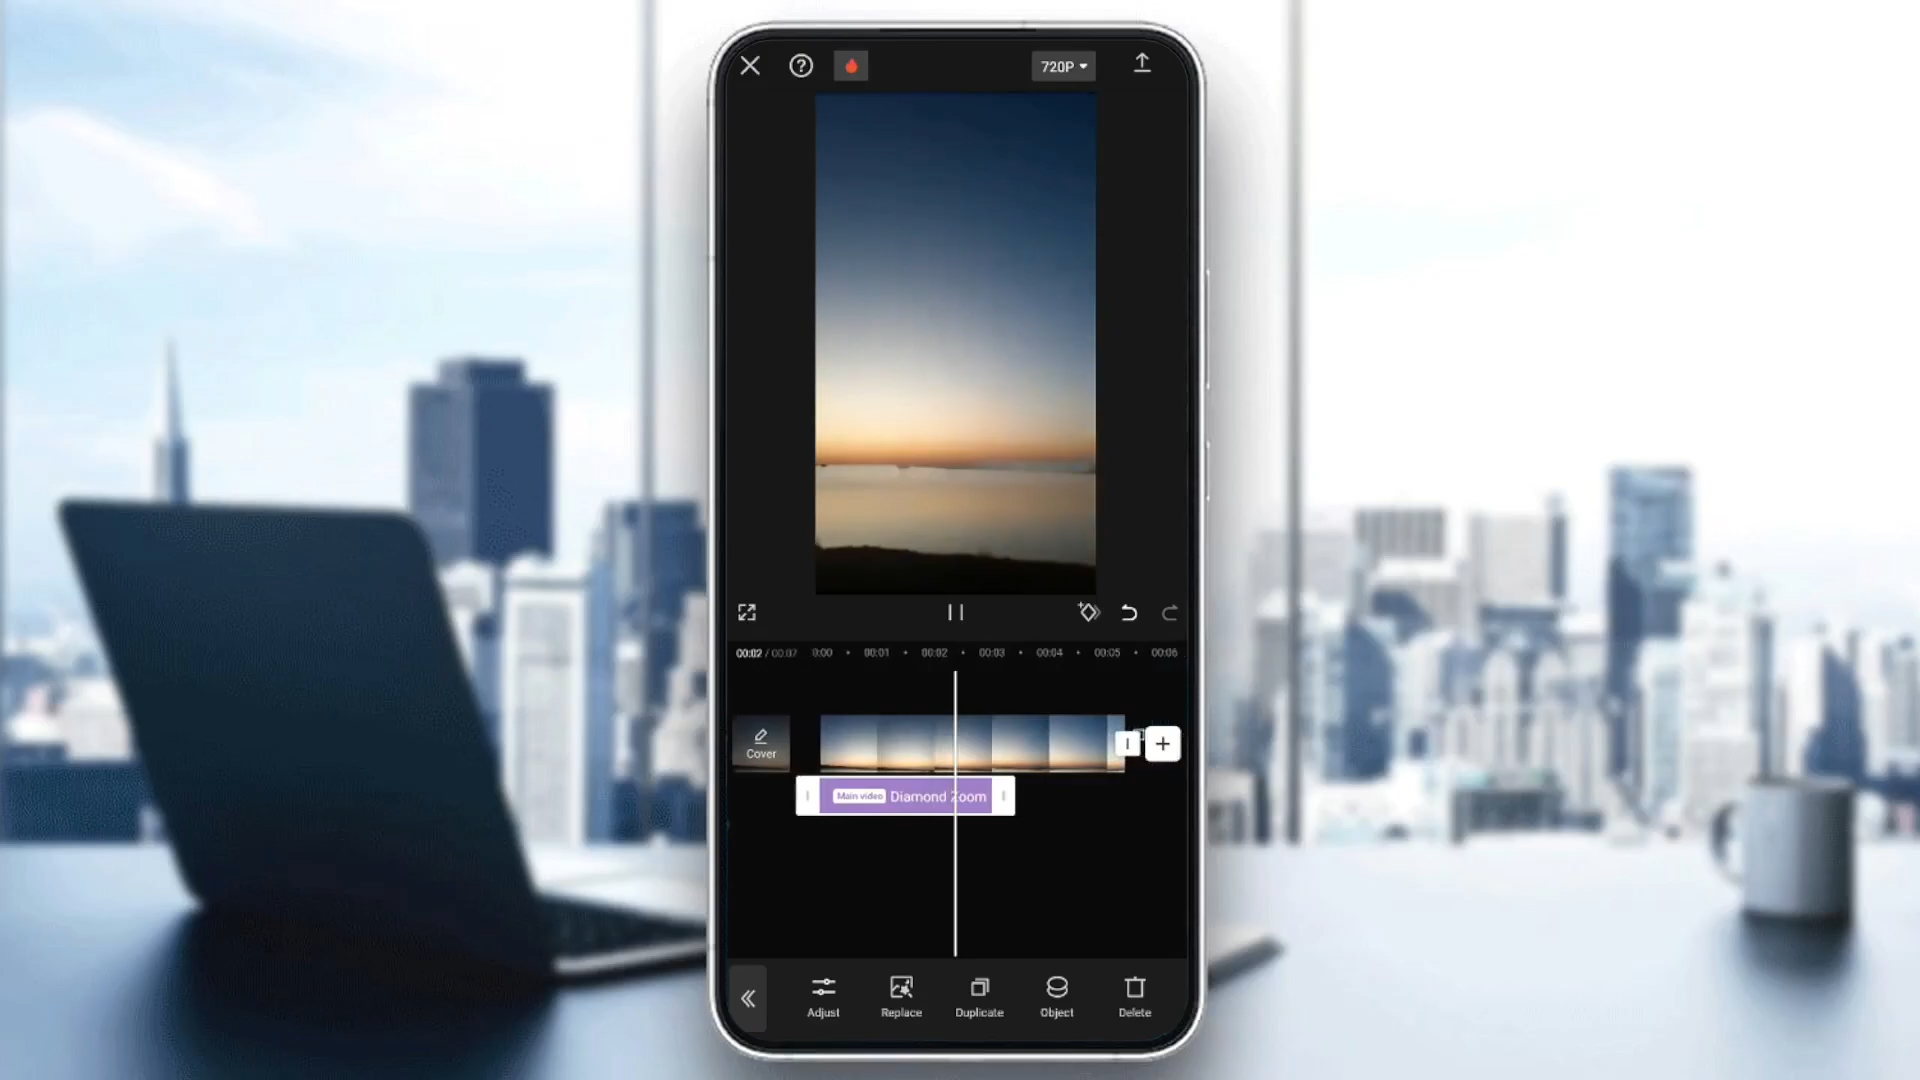 720P
00:02 / 00:07 0:00 00:01 00:02 00:03 00:04 00:05 00:06
Cover
Main video Diamond Zoom
Adjust Replace Duplicate Object Delete